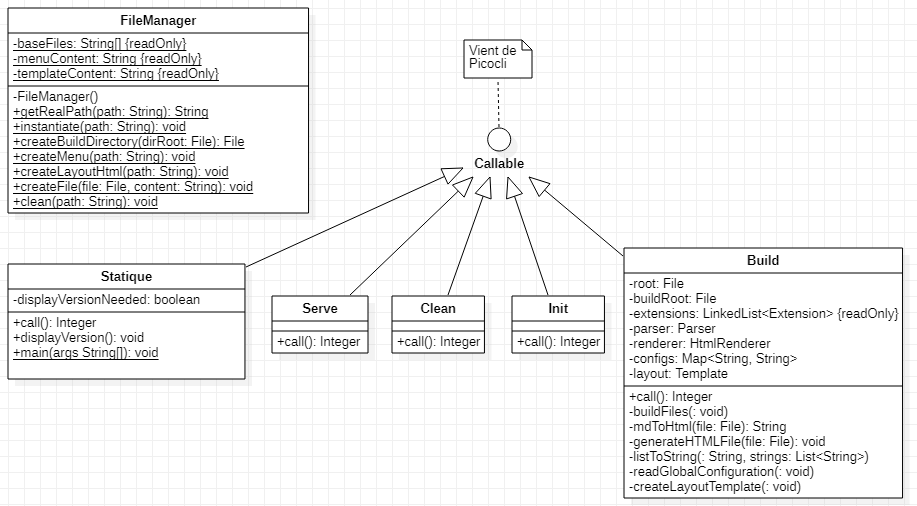 FileManager
-baseFiles: String[] {readOnly}
-menuContent: String {readOnly}
-templateContent: String {readOnly}
-FileManager()
+getRealPath(path: String): String
+instantiate(path: String): void
+createBuildDirectory(dirRoot: File): File
+createMenu(path: String): void
+createLayoutHtml(path: String): void
+createFile(file: File, content: String): void
+clean(path: String): void
Vient de
Picocli
Callable
Statique
-displayVersionNeeded: boolean
+call(): Integer
+displayVersion(): void
+main(args String[]): void
Serve
+call(): Integer
Clean
+call(): Integer
Init
+call(): Integer
Build
-root: File
-buildRoot: File
-extensions: LinkedList<Extension> {readOnly}
-parser: Parser
-renderer: HtmlRenderer
-configs: Map<String, String>
-layout: Template
+call(): Integer
-buildFiles(: void)
-mdToHtml(file: File): String
-generateHTMLFile(file: File): void
-listToString(: String, strings: List<String>)
-readGlobalConfiguration(: void)
-createLayoutTemplate(: void)